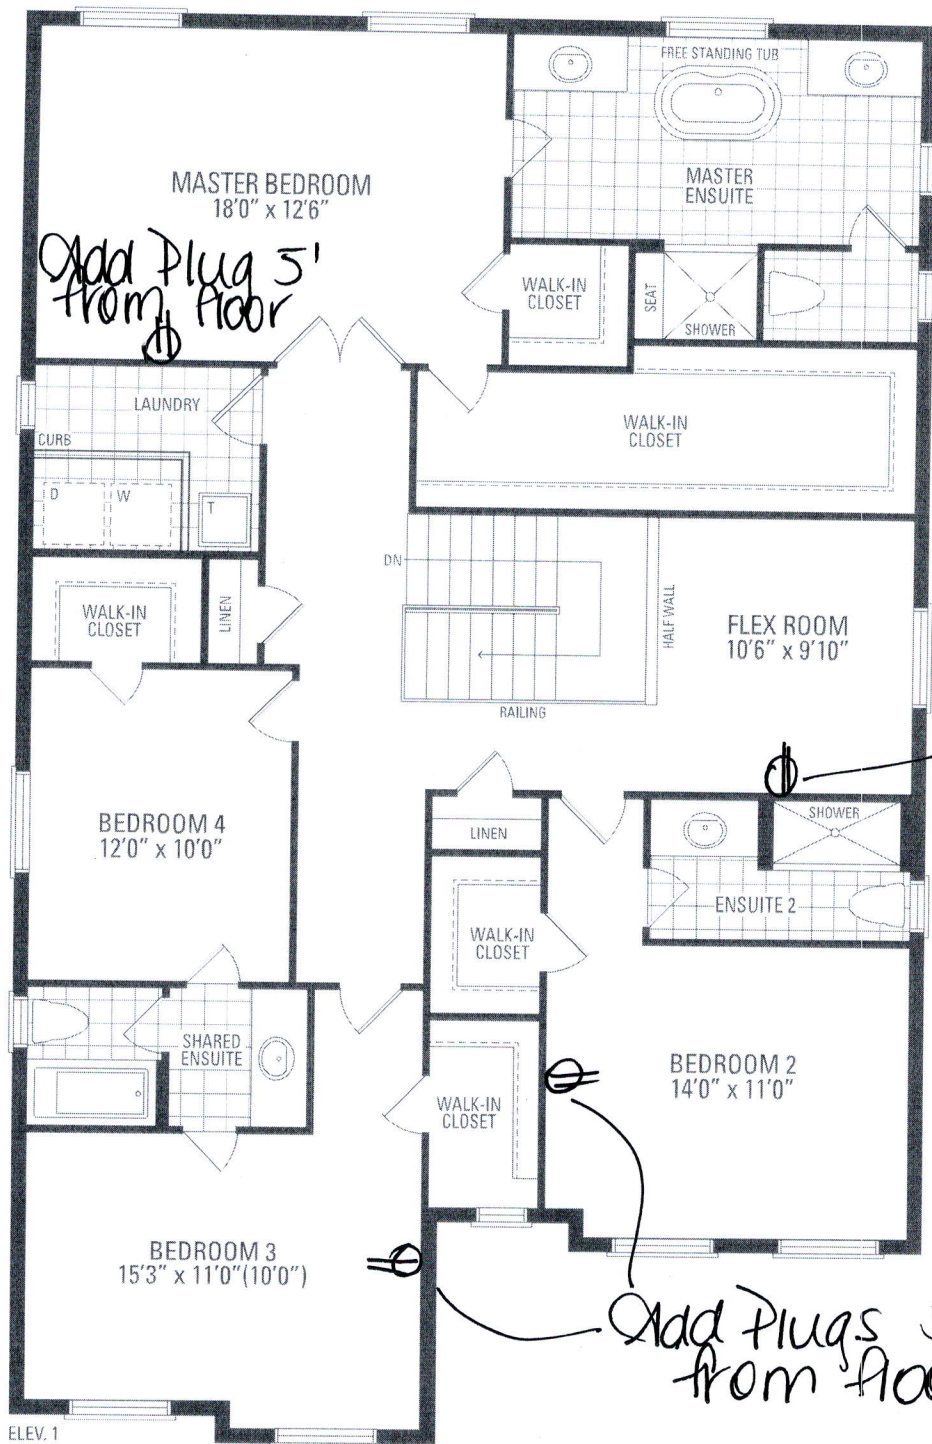 FREE STANDING TUB
MASTER BEDROOM
18'0" x 12'6"
MASTER
ENSUITE
Add Plug 5'
from floor
WALK-IN
CLOSET
SEAT
SHOWER
LAUNDRY
CURB
D
W
T
WALK-IN
CLOSET
DN
WALK-IN
CLOSET
LINEN
HALF WALL
FLEX ROOM
10'6" x 9'10"
RAILING
BEDROOM 4
12'0" x 10'0"
LINEN
SHOWER
ENSUITE 2
WALK-IN
CLOSET
SHARED
ENSUITE
BEDROOM 2
14'0" x 11'0"
WALK-IN
CLOSET
BEDROOM 3
15'3" x 11'0"(10'0")
Add Plugs
from
ELEV. 1